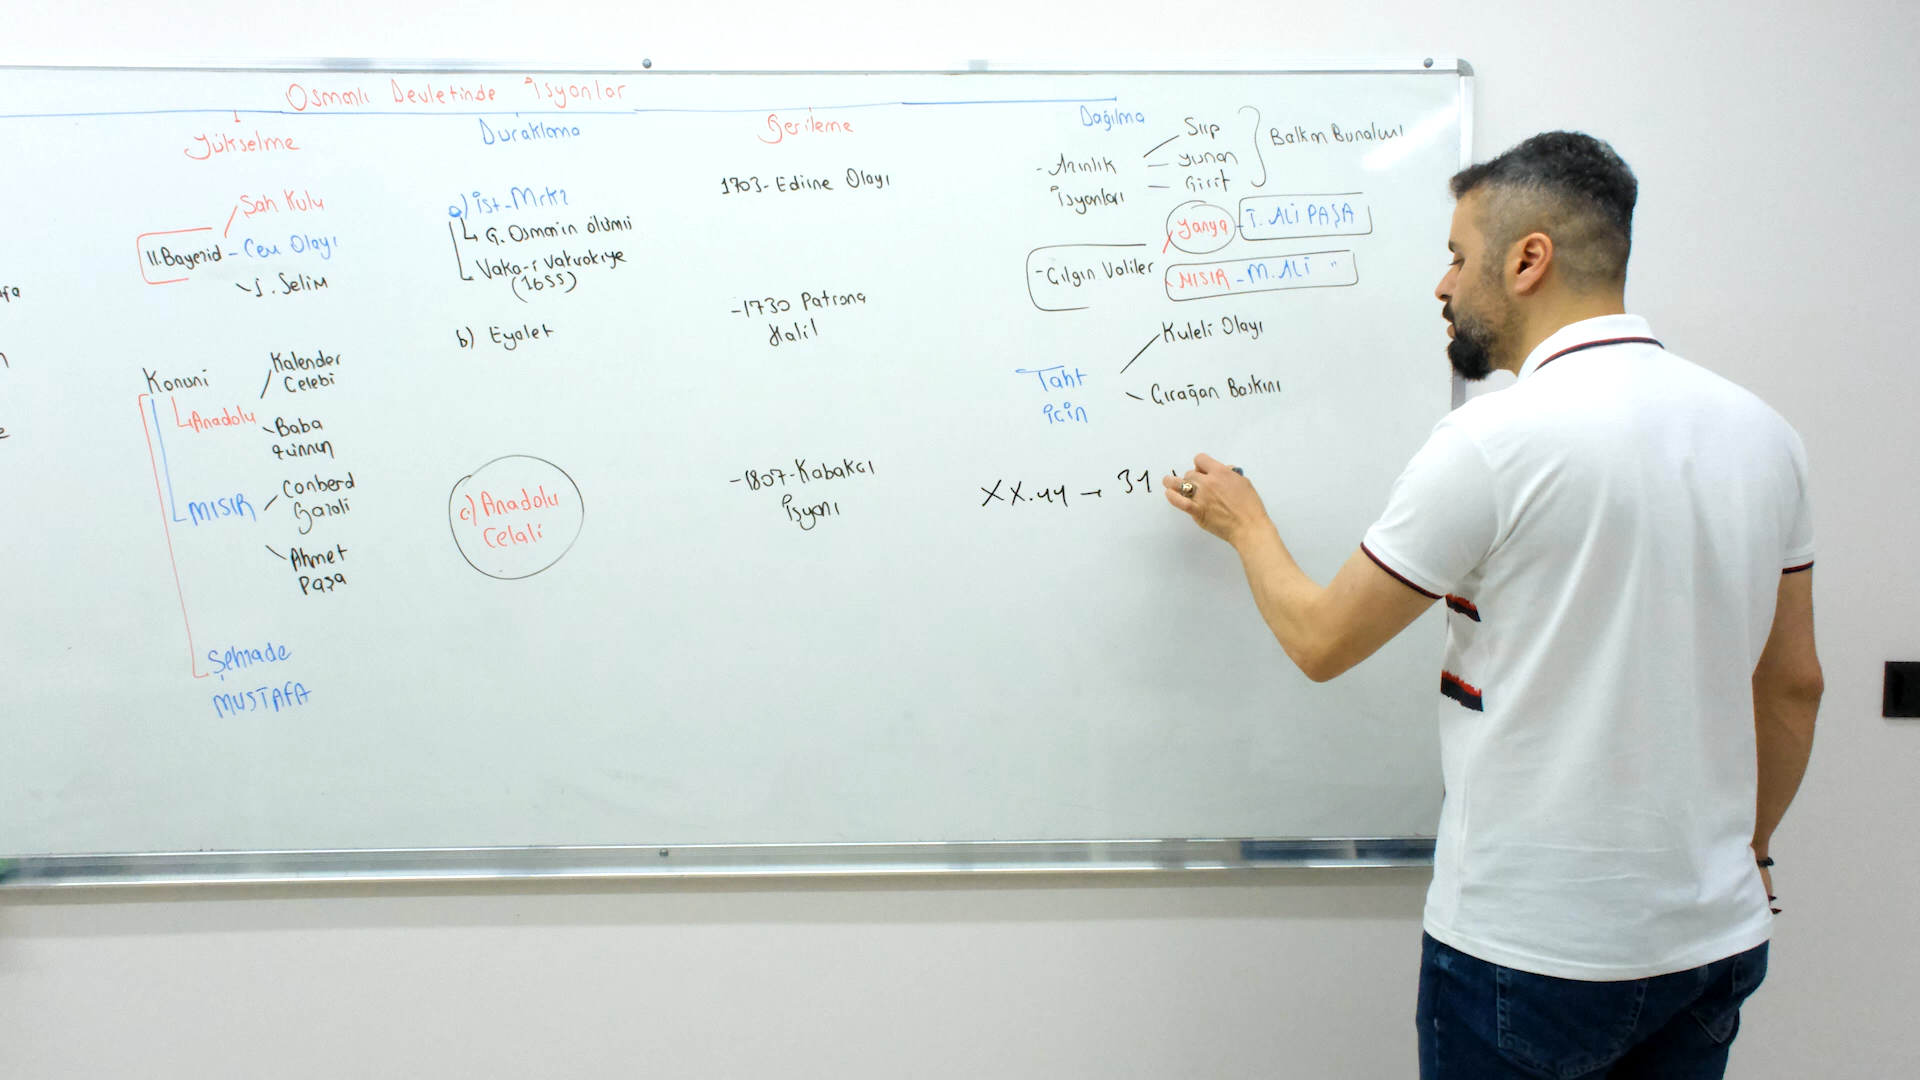 Osmanlı Devletinde İsyanlar
Yükselme
Şah Kulu
II. Bayezid - Cem Olayı
I. Selim
Kanuni
Anadolu
Kalender
Çelebi
Baba
Zünnun
MISIR
Canberd
Gazali
Ahmet
Paşa
Şehzade
MUSTAFA
Duraklama
a) İst-Mrkz
G. Osman'ın ölümü
Vaka-i Vakvakiye
(1655)
b) Eyalet
c) Anadolu
Celali
Gerileme
1703- Edirne Olayı
-1730 Patrona
Halil
-1807-Kabakçı
İsyanı
Dağılma
- Azınlık
İsyanları
Sırp
Yunan
Girit
Balkan Bunalımı
- Çılgın Valiler
Yanya - T. ALİ PAŞA
MISIR - M. ALİ "
Taht
için
Kuleli Olayı
Çırağan Baskını
XX.yy → 31